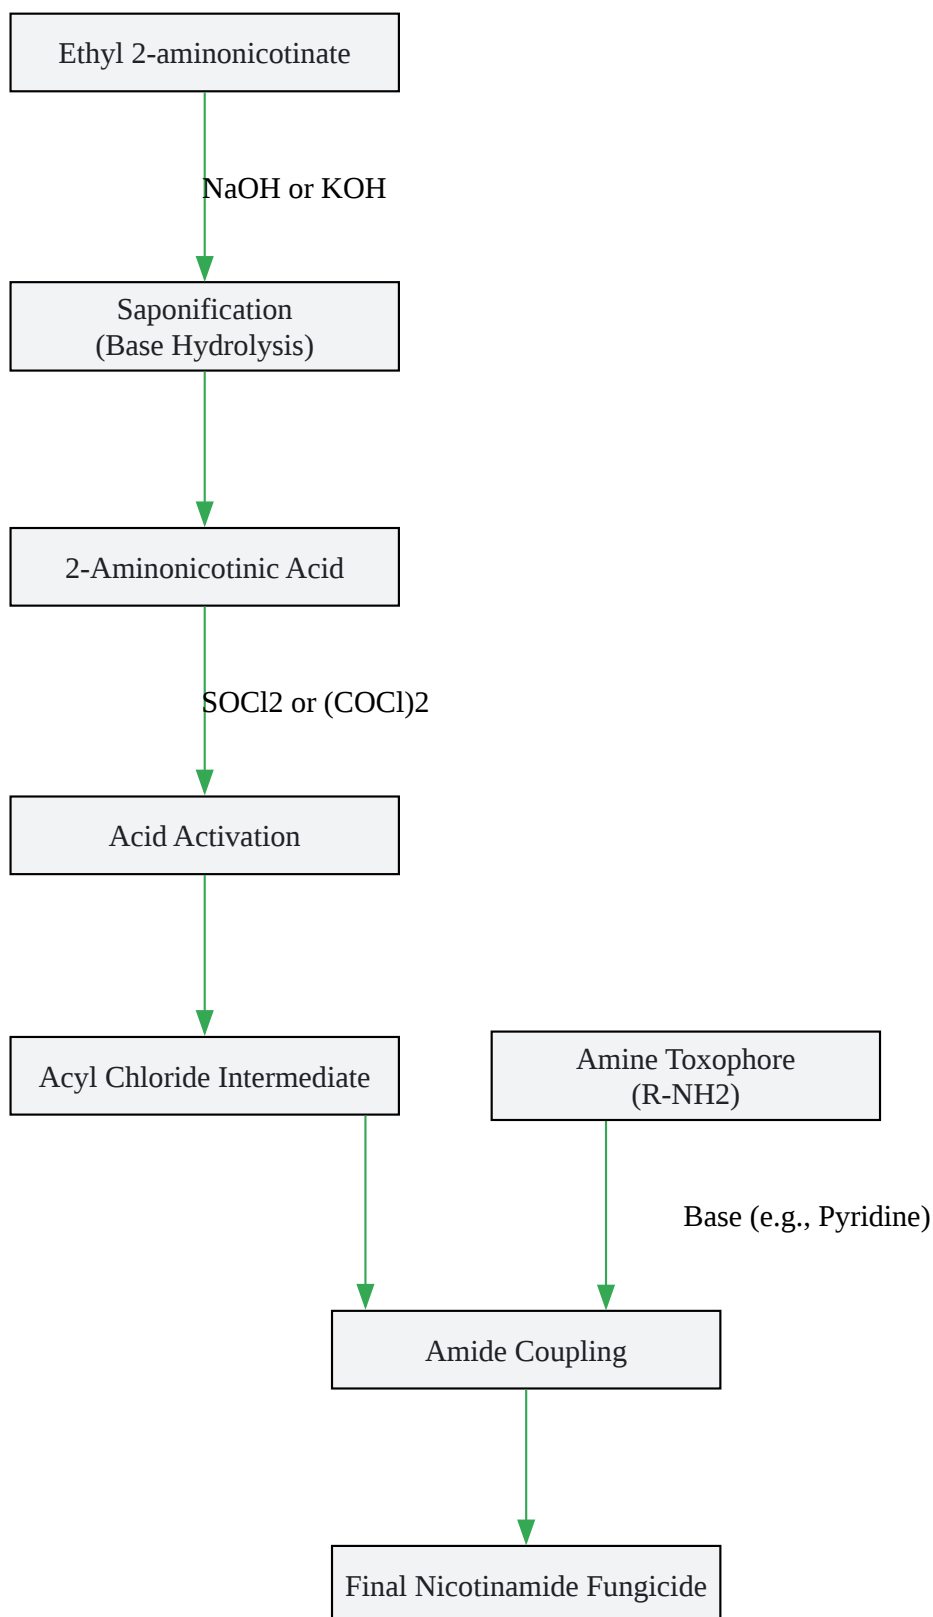 Ethyl 2-aminonicotinate
NaOH or KOH
Saponification
(Base Hydrolysis)
2-Aminonicotinic Acid
SOCl2 or (COCl)2
Acid Activation
Acyl Chloride Intermediate
Amine Toxophore
(R-NH2)
Base (e.g., Pyridine)
Amide Coupling
Final Nicotinamide Fungicide